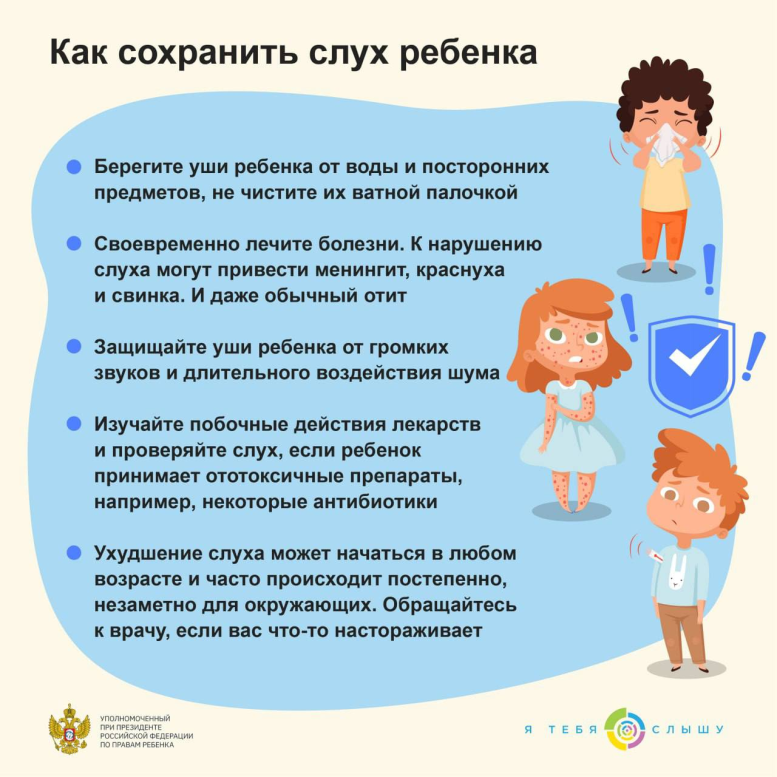 Как сохранить слух ребенка
Берегите уши ребенка от воды и посторонних
предметов, не чистите их ватной палочкой
Своевременно лечите болезни. К нарушению
слуха могут привести менингит, краснуха
и свинка. И даже обычный отит
Защищайте уши ребенка от громких
звуков и длительного воздействия шума
Изучайте побочные действия лекарств
и проверяйте слух, если ребенок
принимает ототоксичные препараты,
например, некоторые антибиотики
Ухудшение слуха может начаться в любом
возрасте и часто происходит постепенно,
незаметно для окружающих. Обращайтесь
к врачу, если вас что-то настораживает
УПОЛНОМОЧЕННЫЙ
ПРИ ПРЕЗИДЕНТЕ
РОССИЙСКОЙ ФЕДЕРАЦИИ
ПО ПРАВАМ РЕБЕНКА
Я ТЕБЯ СЛЫШУ